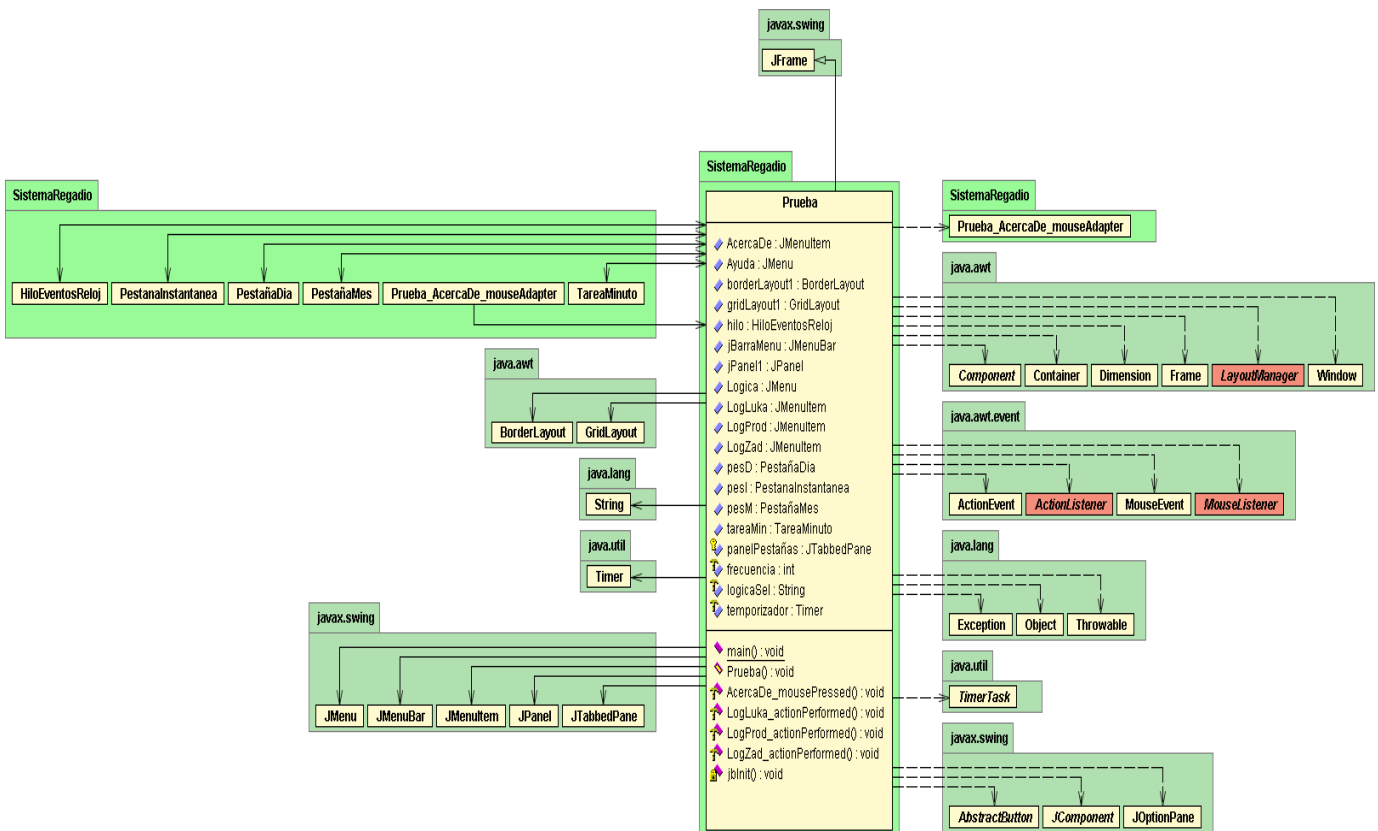 javax.swing
JFrame
SistemaRegadio
HiloEventosReloj
PestanaInstantanea
PestañaDia
PestañaMes
Prueba_AcercaDe_mouseAdapter
TareaMinuto
java.awt
BorderLayout
GridLayout
java.lang
String
java.util
Timer
javax.swing
JMenu
JMenuBar
JMenuItem
JPanel
JTabbedPane
SistemaRegadio
Prueba
AcercaDe : JMenuItem
Ayuda : JMenu
borderLayout1 : BorderLayout
gridLayout1 : GridLayout
hilo : HiloEventosReloj
jBarraMenu : JMenuBar
jPanel1 : JPanel
Logica : JMenu
LogLuka : JMenuItem
LogProd : JMenuItem
LogZad : JMenuItem
pesD : PestañaDia
pesI : PestanaInstantanea
pesM : PestañaMes
tareaMin : TareaMinuto
panelPestañas : JTabbedPane
frecuencia : int
logicaSel : String
temporizador : Timer
main() : void
Prueba() : void
AcercaDe_mousePressed() : void
LogLuka_actionPerformed() : void
LogProd_actionPerformed() : void
LogZad_actionPerformed() : void
jbInit() : void
SistemaRegadio
Prueba_AcercaDe_mouseAdapter
java.awt
Component
Container
Dimension
Frame
LayoutManager
Window
java.awt.event
ActionEvent
ActionListener
MouseEvent
MouseListener
java.lang
Exception
Object
Throwable
java.util
TimerTask
javax.swing
AbstractButton
JComponent
JOptionPane